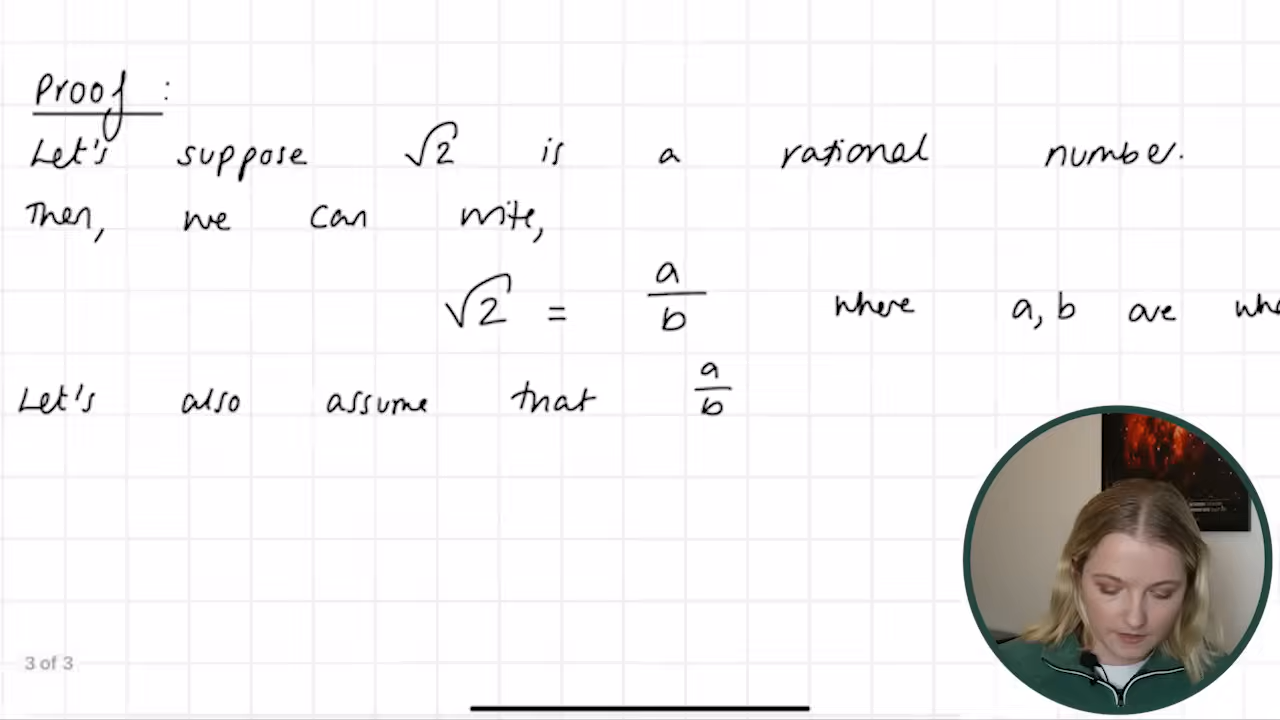 Proof :
Let's suppose √2 is a rational number.
Then, we can write,
√2 = a/b where a, b are who
Let's also assume that a/b
3 of 3